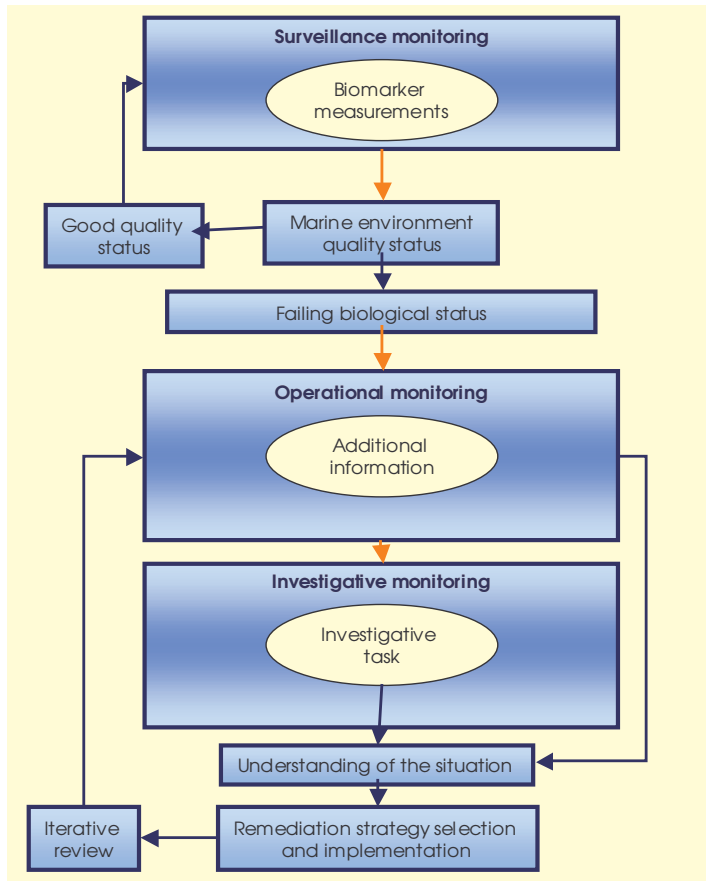 Surveillance monitoring
Biomarker
measurements
Good quality
status
Marine environment
quality status
Failing biological status
Operational monitoring
Additional
information
Investigative monitoring
Investigative
task
Understanding of the situation
Iterative
review
Remediation strategy selection
and implementation